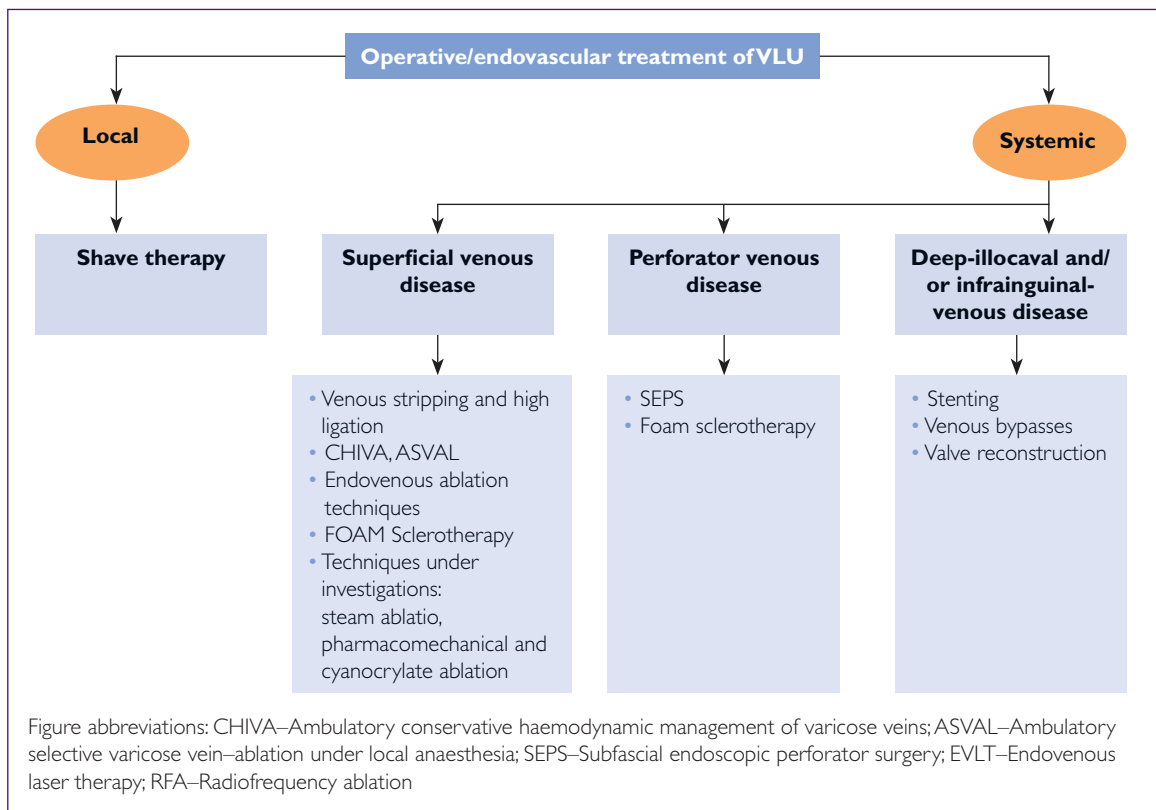 Operative/endovascular treatment of VLU
Local
Systemic
Shave therapy
Superficial venous
disease
Perforator venous
disease
Deep-illocaval and/
or infrainguinal-
venous disease
• Venous stripping and high
ligation
• CHIVA, ASVAL
• Endovenous ablation
techniques
• FOAM Sclerotherapy
• Techniques under
investigations:
steam ablatio,
pharmacomechanical and
cyanocrylate ablation
• SEPS
• Foam sclerotherapy
• Stenting
• Venous bypasses
• Valve reconstruction
Figure abbreviations: CHIVA–Ambulatory conservative haemodynamic management of varicose veins; ASVAL–Ambulatory
selective varicose vein–ablation under local anaesthesia; SEPS–Subfascial endoscopic perforator surgery; EVLT–Endovenous
laser therapy; RFA–Radiofrequency ablation